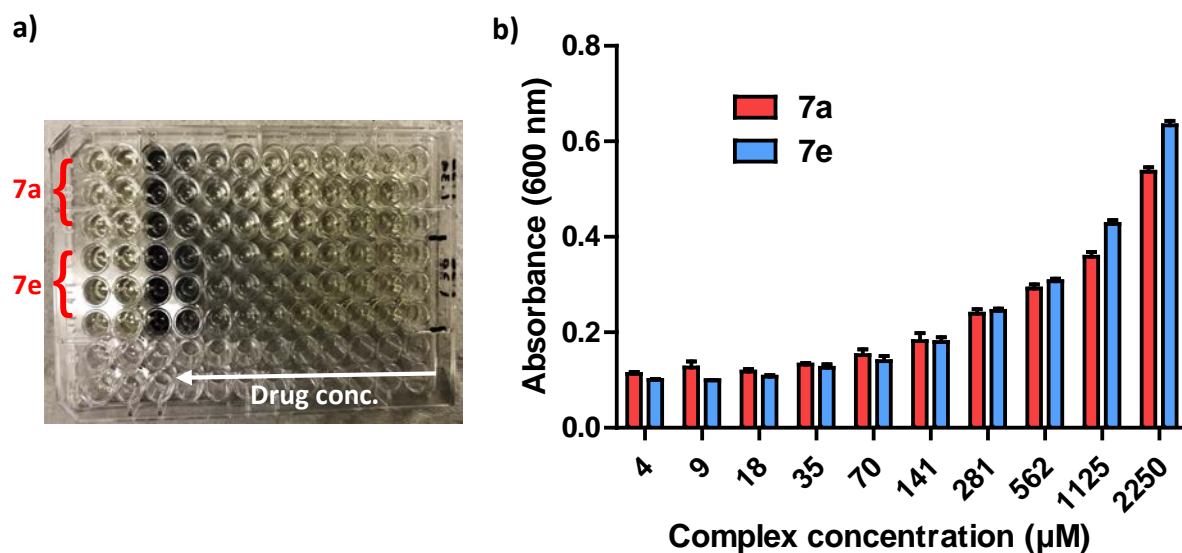 a)
7a
7e
Drug conc.
b)
Absorbance (600 nm)
0.8
0.6
0.4
0.2
0.0
7a
7e
4
9
18
35
70
141
281
562
1125
2250
Complex concentration (µM)